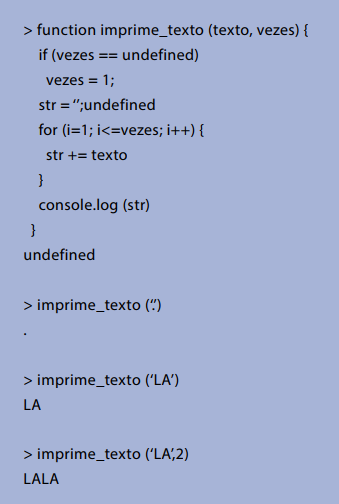 > function imprime_texto (texto, vezes) {
if (vezes == undefined)
vezes = 1;
str = ‘’;undefined
for (i=1; i<=vezes; i++) {
str += texto
}
console.log (str)
}
undefined
> imprime_texto (‘.’)
.
> imprime_texto (‘LA’)
LA
> imprime_texto (‘LA’,2)
LALA